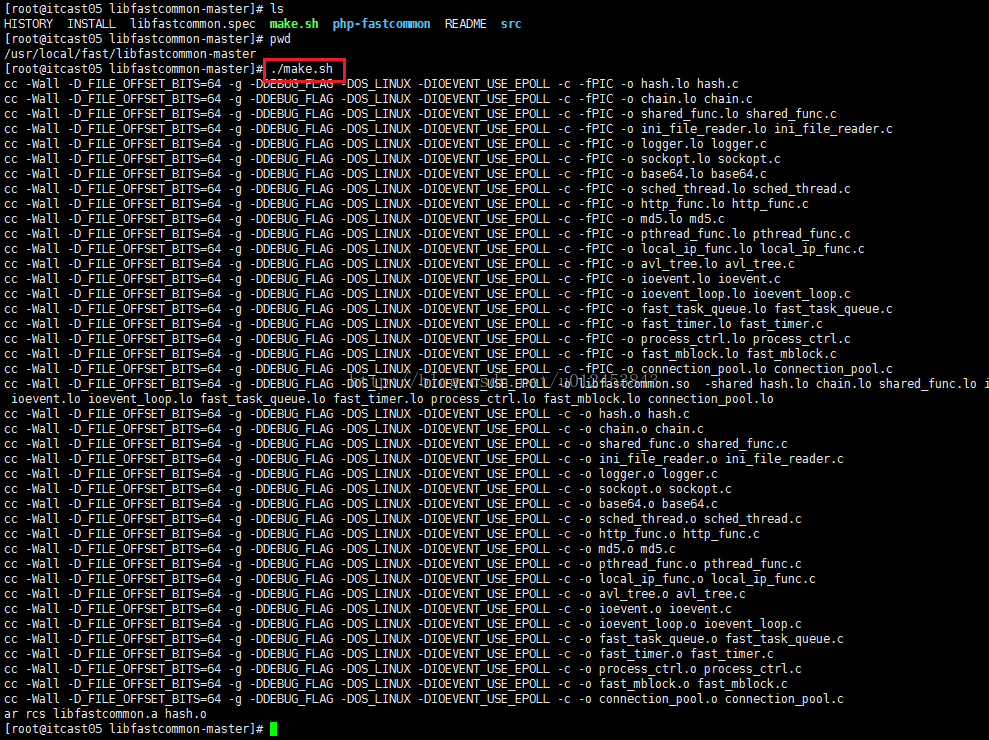 [root@itcast05 libfastcommon-master]# ls
HISTORY  INSTALL  libfastcommon.spec  make.sh  php-fastcommon  README  src
[root@itcast05 libfastcommon-master]# pwd
/usr/local/fast/libfastcommon-master
[root@itcast05 libfastcommon-master]# ./make.sh
cc -Wall -D_FILE_OFFSET_BITS=64 -g -DDEBUG_FLAG -DOS_LINUX -DIOEVENT_USE_EPOLL -c -fPIC -o hash.lo hash.c
cc -Wall -D_FILE_OFFSET_BITS=64 -g -DDEBUG_FLAG -DOS_LINUX -DIOEVENT_USE_EPOLL -c -fPIC -o chain.lo chain.c
cc -Wall -D_FILE_OFFSET_BITS=64 -g -DDEBUG_FLAG -DOS_LINUX -DIOEVENT_USE_EPOLL -c -fPIC -o shared_func.lo shared_func.c
cc -Wall -D_FILE_OFFSET_BITS=64 -g -DDEBUG_FLAG -DOS_LINUX -DIOEVENT_USE_EPOLL -c -fPIC -o ini_file_reader.lo ini_file_reader.c
cc -Wall -D_FILE_OFFSET_BITS=64 -g -DDEBUG_FLAG -DOS_LINUX -DIOEVENT_USE_EPOLL -c -fPIC -o logger.lo logger.c
cc -Wall -D_FILE_OFFSET_BITS=64 -g -DDEBUG_FLAG -DOS_LINUX -DIOEVENT_USE_EPOLL -c -fPIC -o sockopt.lo sockopt.c
cc -Wall -D_FILE_OFFSET_BITS=64 -g -DDEBUG_FLAG -DOS_LINUX -DIOEVENT_USE_EPOLL -c -fPIC -o base64.lo base64.c
cc -Wall -D_FILE_OFFSET_BITS=64 -g -DDEBUG_FLAG -DOS_LINUX -DIOEVENT_USE_EPOLL -c -fPIC -o sched_thread.lo sched_thread.c
cc -Wall -D_FILE_OFFSET_BITS=64 -g -DDEBUG_FLAG -DOS_LINUX -DIOEVENT_USE_EPOLL -c -fPIC -o http_func.lo http_func.c
cc -Wall -D_FILE_OFFSET_BITS=64 -g -DDEBUG_FLAG -DOS_LINUX -DIOEVENT_USE_EPOLL -c -fPIC -o md5.lo md5.c
cc -Wall -D_FILE_OFFSET_BITS=64 -g -DDEBUG_FLAG -DOS_LINUX -DIOEVENT_USE_EPOLL -c -fPIC -o pthread_func.lo pthread_func.c
cc -Wall -D_FILE_OFFSET_BITS=64 -g -DDEBUG_FLAG -DOS_LINUX -DIOEVENT_USE_EPOLL -c -fPIC -o local_ip_func.lo local_ip_func.c
cc -Wall -D_FILE_OFFSET_BITS=64 -g -DDEBUG_FLAG -DOS_LINUX -DIOEVENT_USE_EPOLL -c -fPIC -o avl_tree.lo avl_tree.c
cc -Wall -D_FILE_OFFSET_BITS=64 -g -DDEBUG_FLAG -DOS_LINUX -DIOEVENT_USE_EPOLL -c -fPIC -o ioevent.lo ioevent.c
cc -Wall -D_FILE_OFFSET_BITS=64 -g -DDEBUG_FLAG -DOS_LINUX -DIOEVENT_USE_EPOLL -c -fPIC -o ioevent_loop.lo ioevent_loop.c
cc -Wall -D_FILE_OFFSET_BITS=64 -g -DDEBUG_FLAG -DOS_LINUX -DIOEVENT_USE_EPOLL -c -fPIC -o fast_task_queue.lo fast_task_queue.c
cc -Wall -D_FILE_OFFSET_BITS=64 -g -DDEBUG_FLAG -DOS_LINUX -DIOEVENT_USE_EPOLL -c -fPIC -o fast_timer.lo fast_timer.c
cc -Wall -D_FILE_OFFSET_BITS=64 -g -DDEBUG_FLAG -DOS_LINUX -DIOEVENT_USE_EPOLL -c -fPIC -o process_ctrl.lo process_ctrl.c
cc -Wall -D_FILE_OFFSET_BITS=64 -g -DDEBUG_FLAG -DOS_LINUX -DIOEVENT_USE_EPOLL -c -fPIC -o fast_mblock.lo fast_mblock.c
cc -Wall -D_FILE_OFFSET_BITS=64 -g -DDEBUG_FLAG -DOS_LINUX -DIOEVENT_USE_EPOLL -c -fPIC -o connection_pool.lo connection_pool.c
cc -Wall -D_FILE_OFFSET_BITS=64 -g -DDEBUG_FLAG -DOS_LINUX -DIOEVENT_USE_EPOLL -o libfastcommon.so  -shared hash.lo chain.lo shared_func.lo i
 ioevent.lo ioevent_loop.lo fast_task_queue.lo fast_timer.lo process_ctrl.lo fast_mblock.lo connection_pool.lo
cc -Wall -D_FILE_OFFSET_BITS=64 -g -DDEBUG_FLAG -DOS_LINUX -DIOEVENT_USE_EPOLL -c -o hash.o hash.c
cc -Wall -D_FILE_OFFSET_BITS=64 -g -DDEBUG_FLAG -DOS_LINUX -DIOEVENT_USE_EPOLL -c -o chain.o chain.c
cc -Wall -D_FILE_OFFSET_BITS=64 -g -DDEBUG_FLAG -DOS_LINUX -DIOEVENT_USE_EPOLL -c -o shared_func.o shared_func.c
cc -Wall -D_FILE_OFFSET_BITS=64 -g -DDEBUG_FLAG -DOS_LINUX -DIOEVENT_USE_EPOLL -c -o ini_file_reader.o ini_file_reader.c
cc -Wall -D_FILE_OFFSET_BITS=64 -g -DDEBUG_FLAG -DOS_LINUX -DIOEVENT_USE_EPOLL -c -o logger.o logger.c
cc -Wall -D_FILE_OFFSET_BITS=64 -g -DDEBUG_FLAG -DOS_LINUX -DIOEVENT_USE_EPOLL -c -o sockopt.o sockopt.c
cc -Wall -D_FILE_OFFSET_BITS=64 -g -DDEBUG_FLAG -DOS_LINUX -DIOEVENT_USE_EPOLL -c -o base64.o base64.c
cc -Wall -D_FILE_OFFSET_BITS=64 -g -DDEBUG_FLAG -DOS_LINUX -DIOEVENT_USE_EPOLL -c -o sched_thread.o sched_thread.c
cc -Wall -D_FILE_OFFSET_BITS=64 -g -DDEBUG_FLAG -DOS_LINUX -DIOEVENT_USE_EPOLL -c -o http_func.o http_func.c
cc -Wall -D_FILE_OFFSET_BITS=64 -g -DDEBUG_FLAG -DOS_LINUX -DIOEVENT_USE_EPOLL -c -o md5.o md5.c
cc -Wall -D_FILE_OFFSET_BITS=64 -g -DDEBUG_FLAG -DOS_LINUX -DIOEVENT_USE_EPOLL -c -o pthread_func.o pthread_func.c
cc -Wall -D_FILE_OFFSET_BITS=64 -g -DDEBUG_FLAG -DOS_LINUX -DIOEVENT_USE_EPOLL -c -o local_ip_func.o local_ip_func.c
cc -Wall -D_FILE_OFFSET_BITS=64 -g -DDEBUG_FLAG -DOS_LINUX -DIOEVENT_USE_EPOLL -c -o avl_tree.o avl_tree.c
cc -Wall -D_FILE_OFFSET_BITS=64 -g -DDEBUG_FLAG -DOS_LINUX -DIOEVENT_USE_EPOLL -c -o ioevent.o ioevent.c
cc -Wall -D_FILE_OFFSET_BITS=64 -g -DDEBUG_FLAG -DOS_LINUX -DIOEVENT_USE_EPOLL -c -o ioevent_loop.o ioevent_loop.c
cc -Wall -D_FILE_OFFSET_BITS=64 -g -DDEBUG_FLAG -DOS_LINUX -DIOEVENT_USE_EPOLL -c -o fast_task_queue.o fast_task_queue.c
cc -Wall -D_FILE_OFFSET_BITS=64 -g -DDEBUG_FLAG -DOS_LINUX -DIOEVENT_USE_EPOLL -c -o fast_timer.o fast_timer.c
cc -Wall -D_FILE_OFFSET_BITS=64 -g -DDEBUG_FLAG -DOS_LINUX -DIOEVENT_USE_EPOLL -c -o process_ctrl.o process_ctrl.c
cc -Wall -D_FILE_OFFSET_BITS=64 -g -DDEBUG_FLAG -DOS_LINUX -DIOEVENT_USE_EPOLL -c -o fast_mblock.o fast_mblock.c
cc -Wall -D_FILE_OFFSET_BITS=64 -g -DDEBUG_FLAG -DOS_LINUX -DIOEVENT_USE_EPOLL -c -o connection_pool.o connection_pool.c
ar rcs libfastcommon.a hash.o
[root@itcast05 libfastcommon-master]#